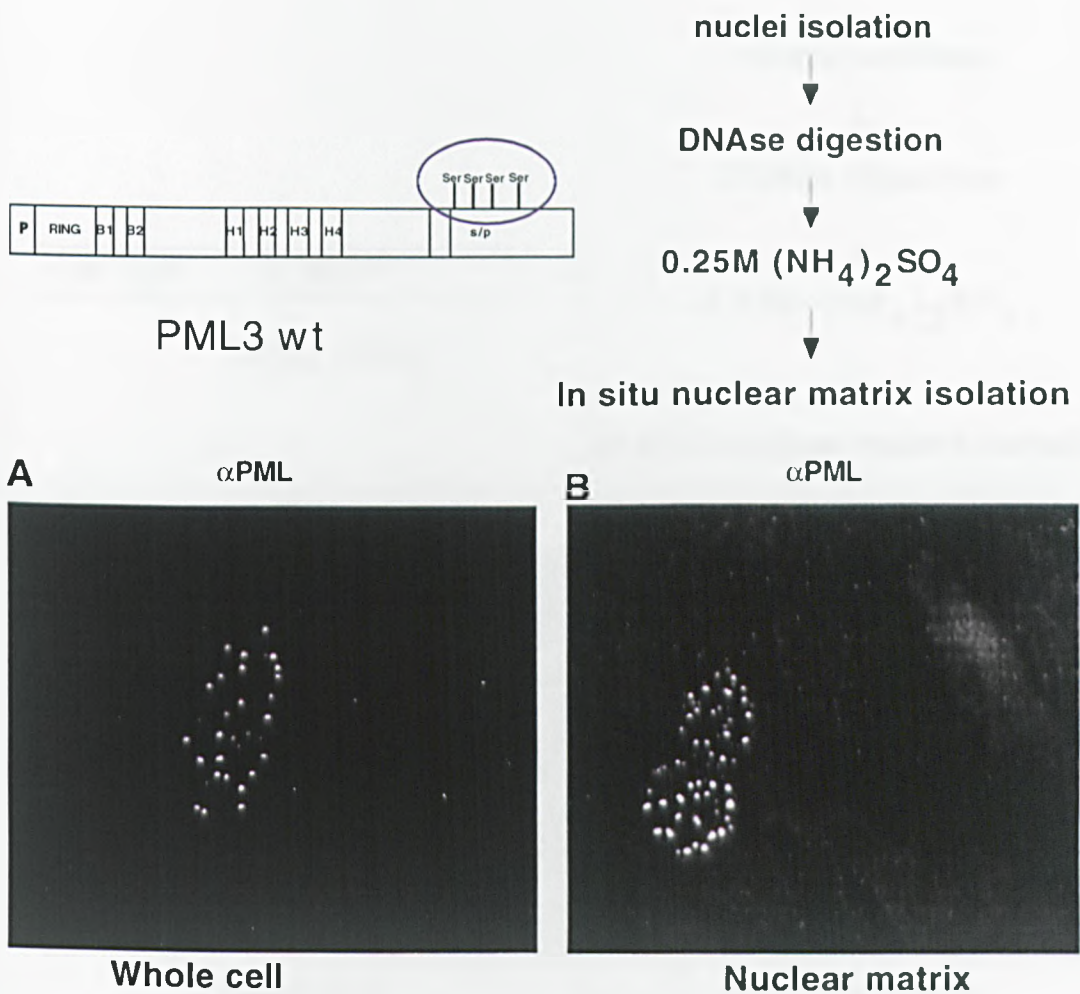 nuclei isolation
DNAse digestion
0.25M (NH4)2SO4
In situ nuclear matrix isolation
Ser Ser Ser Ser
P RING B1 B2 H1 H2 H3 H4 s/p
PML3 wt
A αPML
B αPML
Whole cell
Nuclear matrix